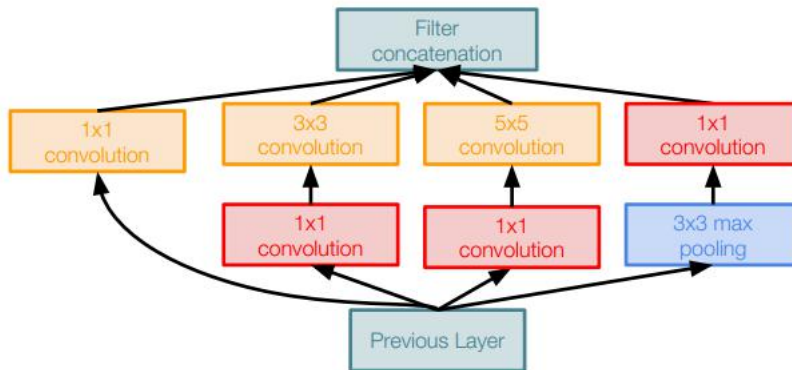 Filter
concatenation
1x1
convolution
3x3
convolution
5x5
convolution
1x1
convolution
1x1
convolution
1x1
convolution
3x3 max
pooling
Previous Layer